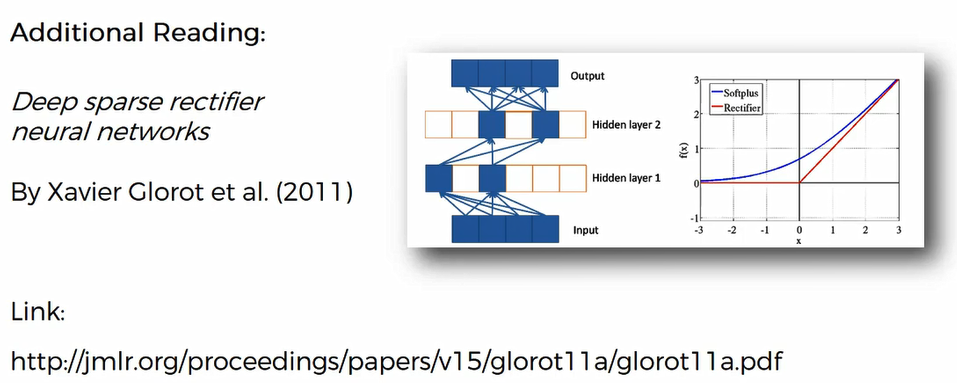 Additional Reading:
Deep sparse rectifier
neural networks
By Xavier Glorot et al. (2011)
Output
Hidden layer 2
Hidden layer 1
Input
Softplus
Rectifier
f(x)
3
2
1
0
-1
-3 -2 -1 0 1 2 3
x
Link:
http://jmlr.org/proceedings/papers/v15/glorot11a/glorot11a.pdf